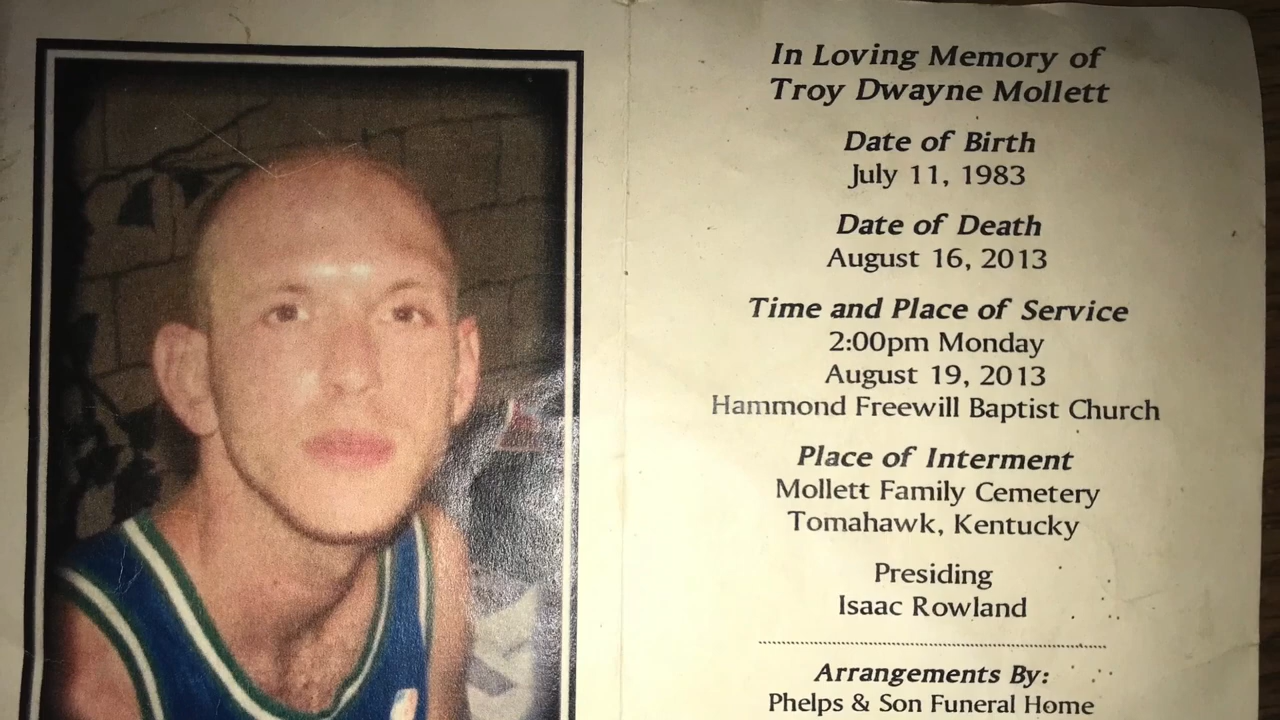 In Loving Memory of
Troy Dwayne Mollett
Date of Birth
July 11, 1983
Date of Death
August 16, 2013
Time and Place of Service
2:00pm Monday
August 19, 2013
Hammond Freewill Baptist Church
Place of Interment
Mollett Family Cemetery
Tomahawk, Kentucky
Presiding
Isaac Rowland
Arrangements By:
Phelps & Son Funeral Home